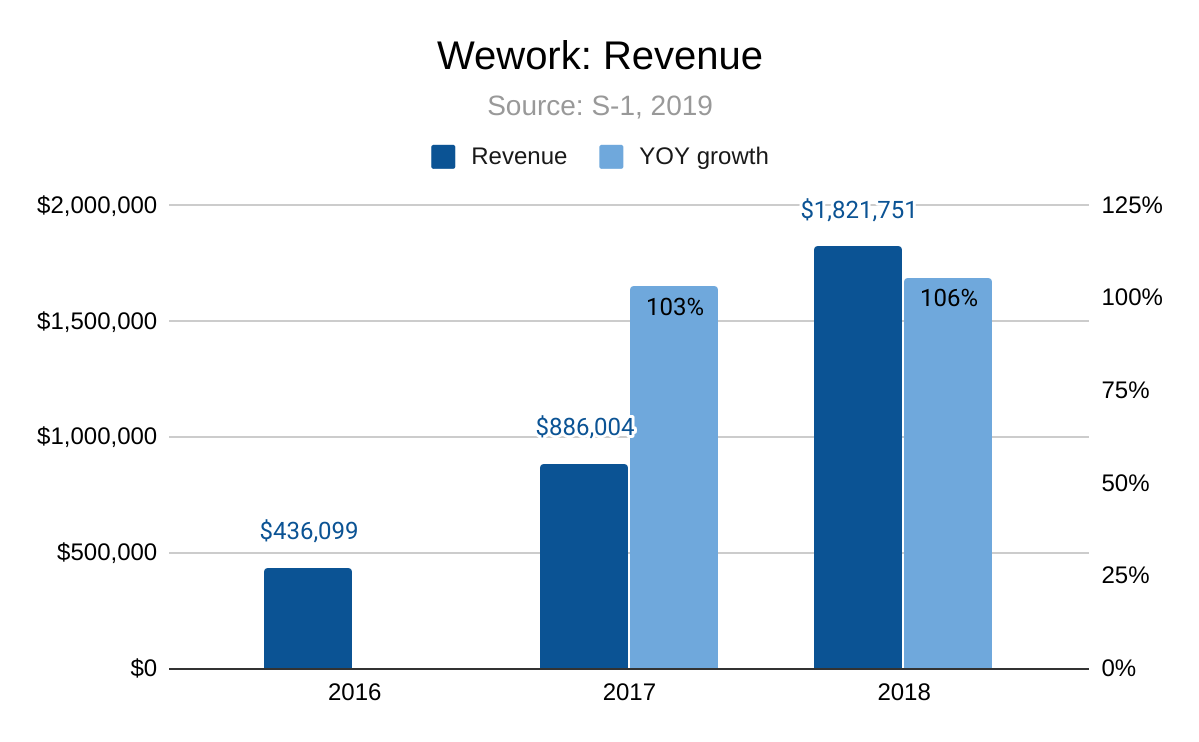 Wework: Revenue
Source: S-1, 2019
Revenue YOY growth
$2,000,000 $1,821,751 125%
103% 106% 100%
$1,500,000
75%
$1,000,000 $886,004
50%
$436,099
$500,000
25%
$0 0%
2016 2017 2018